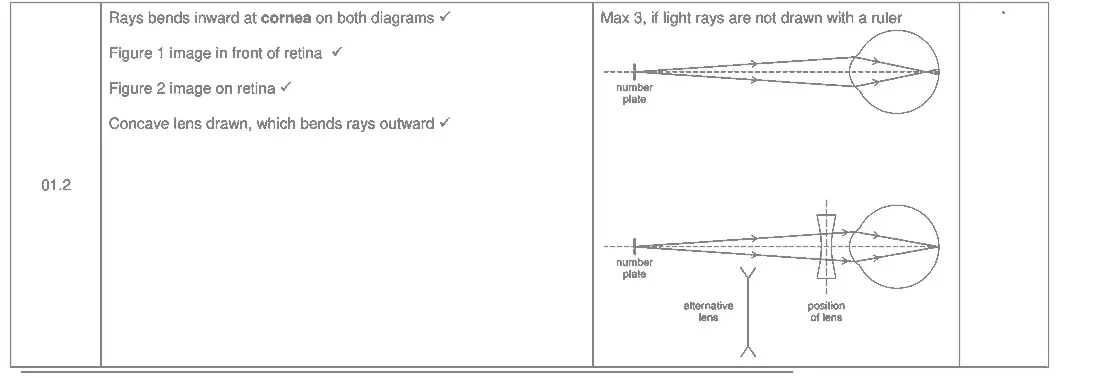 Rays bends inward at cornea on both diagrams ✓
Figure 1 image in front of retina ✓
Figure 2 image on retina ✓
Concave lens drawn, which bends rays outward ✓
01.2
Max 3, if light rays are not drawn with a ruler
number
plate
number
plate
alternative
lens
position
of lens